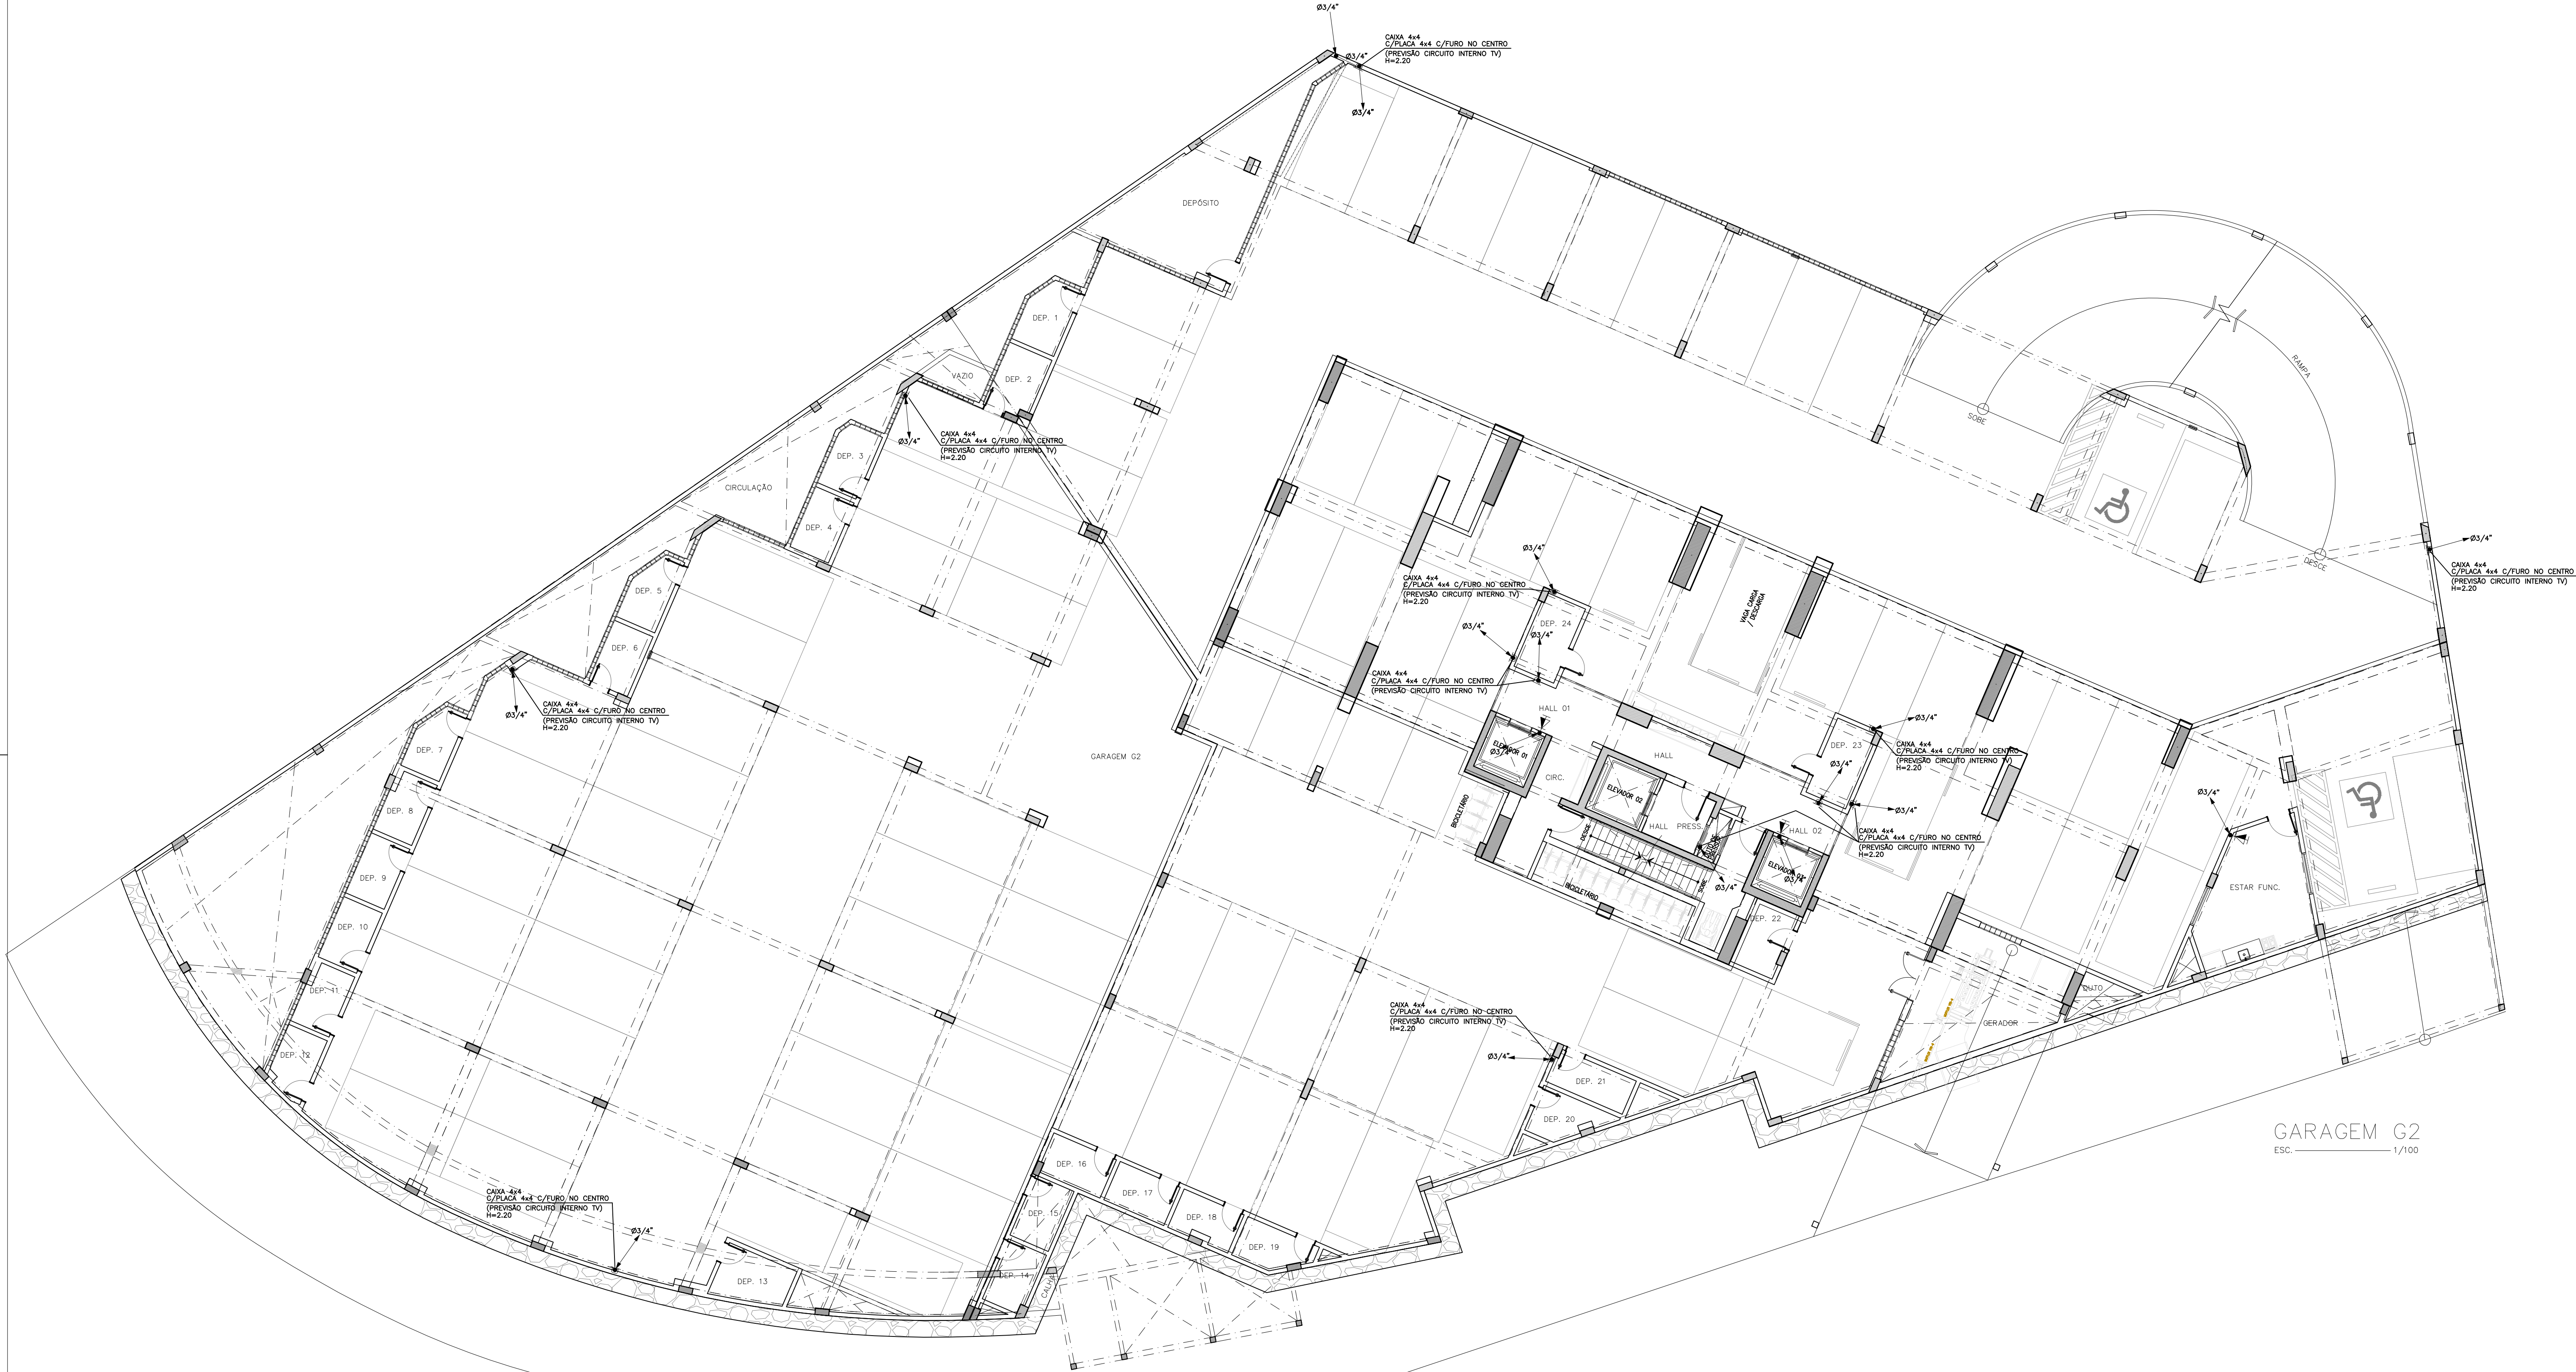 Ø3/4"
Ø3/4"
CAIXA 4x4
C/PLACA 4x4 C/FURO NO CENTRO
(PREVISÃO CIRCUITO INTERNO TV)
H=2.20
Ø3/4"
DEPÓSITO
DEP. 1
VAZIO
DEP. 2
Ø3/4"
CAIXA 4x4
C/PLACA 4x4 C/FURO NO CENTRO
(PREVISÃO CIRCUITO INTERNO TV)
H=2.20
DEP. 3
CIRCULAÇÃO
DEP. 4
DEP. 5
DEP. 6
Ø3/4"
CAIXA 4x4
C/PLACA 4x4 C/FURO NO CENTRO
(PREVISÃO CIRCUITO INTERNO TV)
H=2.20
DEP. 7
DEP. 8
DEP. 9
DEP. 10
DEP. 11
DEP. 12
GARAGEM G2
RAMPA
SOBE
DESCE
Ø3/4"
CAIXA 4x4
C/PLACA 4x4 C/FURO NO CENTRO
(PREVISÃO CIRCUITO INTERNO TV)
H=2.20
Ø3/4"
CAIXA 4x4
C/PLACA 4x4 C/FURO NO CENTRO
(PREVISÃO CIRCUITO INTERNO TV)
H=2.20
VAGA CARGA
/ DESCARGA
DEP. 24
Ø3/4"
Ø3/4"
CAIXA 4x4
C/PLACA 4x4 C/FURO NO CENTRO
(PREVISÃO CIRCUITO INTERNO TV)
HALL 01
ELEVADOR 01
Ø3/4"
HALL
CIRC.
ELEVADOR 02
BICICLETÁRIO
HALL PRESS.
DESCE
SOBE
BICICLETÁRIO
Ø3/4"
HALL 02
ELEVADOR 03
Ø3/4"
DEP. 22
DEP. 23
Ø3/4"
CAIXA 4x4
C/PLACA 4x4 C/FURO NO CENTRO
(PREVISÃO CIRCUITO INTERNO TV)
H=2.20
Ø3/4"
Ø3/4"
CAIXA 4x4
C/PLACA 4x4 C/FURO NO CENTRO
(PREVISÃO CIRCUITO INTERNO TV)
H=2.20
Ø3/4"
ESTAR FUNC.
DUTO
GERADOR
CAIXA 4x4
C/PLACA 4x4 C/FURO NO CENTRO
(PREVISÃO CIRCUITO INTERNO TV)
H=2.20
Ø3/4"
DEP. 21
DEP. 20
DEP. 16
DEP. 17
DEP. 18
DEP. 19
DEP. 15
DEP. 14
CALHA
DEP. 13
CAIXA 4x4
C/PLACA 4x4 C/FURO NO CENTRO
(PREVISÃO CIRCUITO INTERNO TV)
H=2.20
Ø3/4"
GARAGEM G2
ESC. 1/100